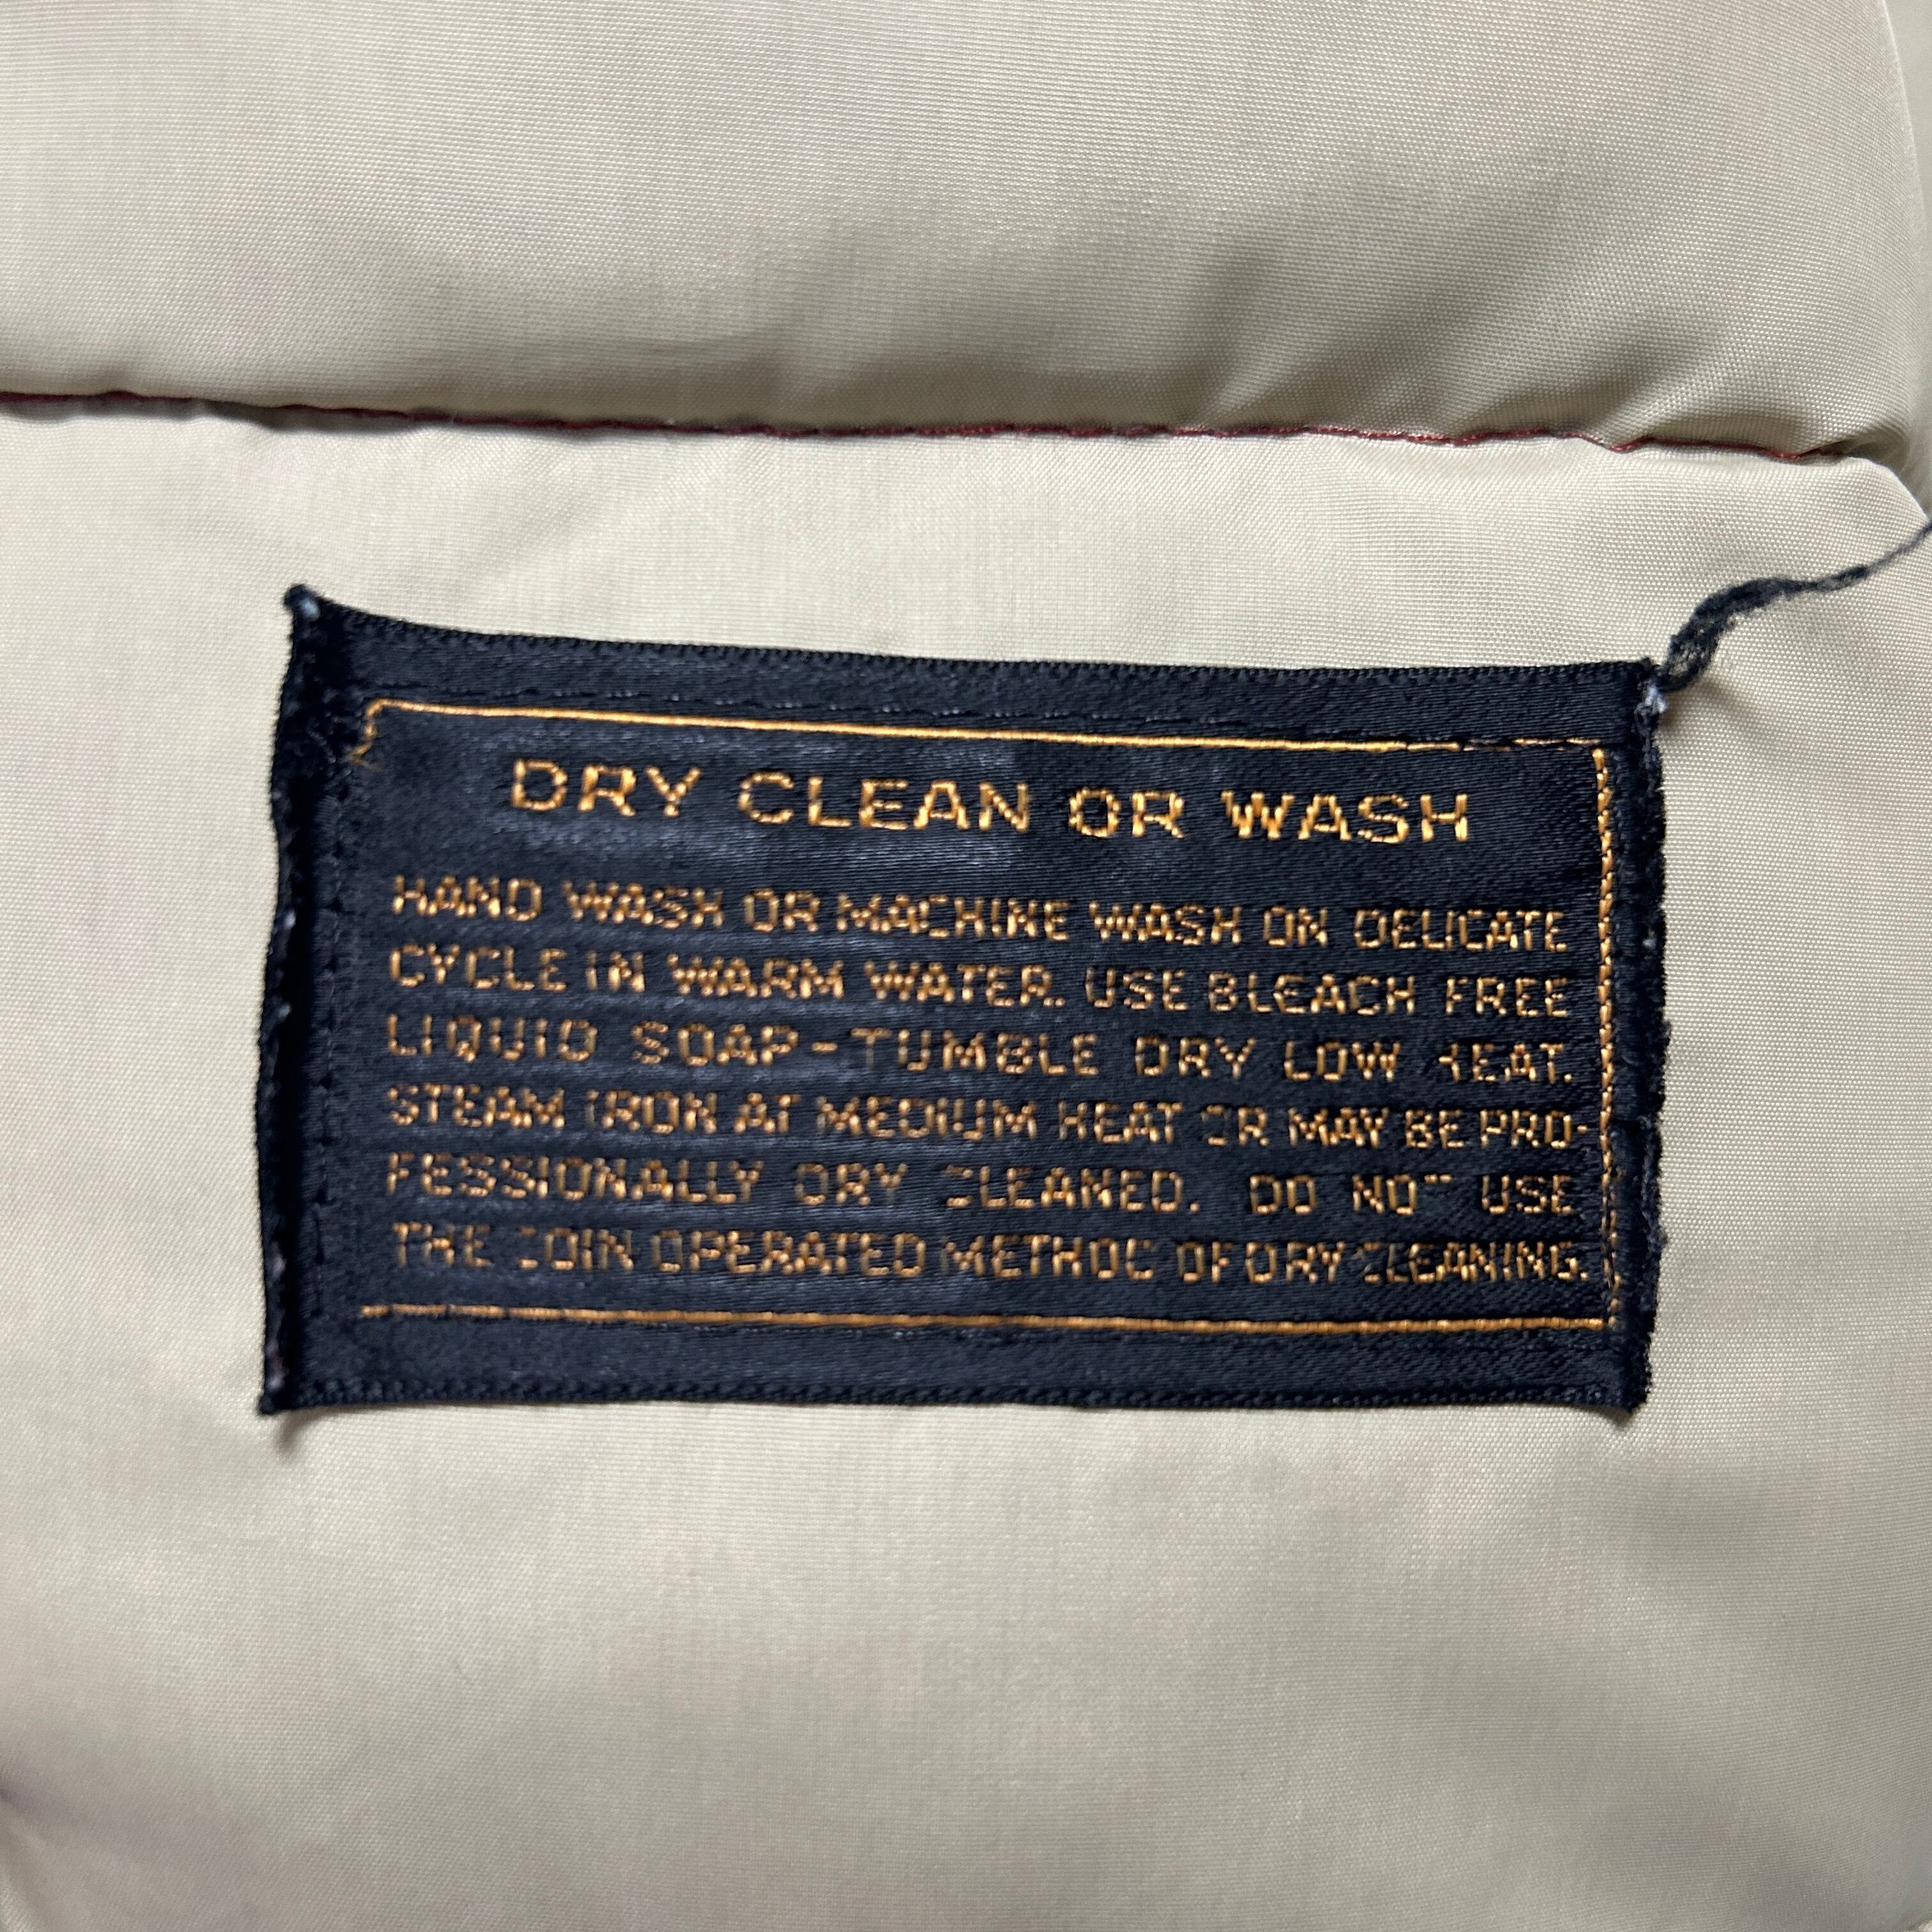 DRY CLEAN OR WASH
HAND WASH OR MACHINE WASH ON DELICATE
CYCLE IN WARM WATER. USE BLEACH FREE
LIQUID SOAP-TUMBLE DRY LOW HEAT.
STEAM IRON AT MEDIUM HEAT OR MAY BE PRO-
FESSIONALLY DRY CLEANED. DO NOT USE
THE COIN OPERATED METHOD OF DRY CLEANING.